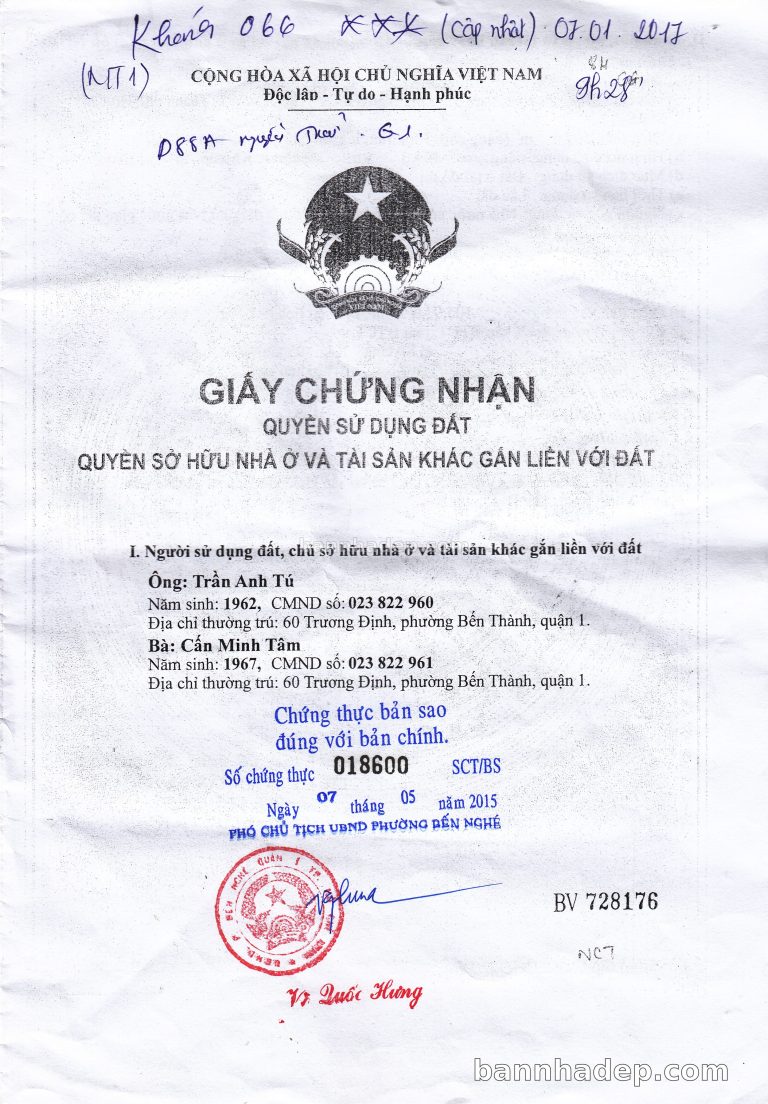 066 (Cập nhật) 07.01.2017
(NT1)
CỘNG HÒA XÃ HỘI CHỦ NGHĨA VIỆT NAM
Độc lập - Tự do - Hạnh phúc
9h28
VIỆT NAM
GIẤY CHỨNG NHẬN
QUYỀN SỬ DỤNG ĐẤT
QUYỀN SỞ HỮU NHÀ Ở VÀ TÀI SẢN KHÁC GẮN LIỀN VỚI ĐẤT
I. Người sử dụng đất, chủ sở hữu nhà ở và tài sản khác gắn liền với đất
Ông: Trần Anh Tú
Năm sinh: 1962, CMND số: 023 822 960
Địa chỉ thường trú: 60 Trương Định, phường Bến Thành, quận 1.
Bà: Cấn Minh Tâm
Năm sinh: 1967, CMND số: 023 822 961
Địa chỉ thường trú: 60 Trương Định, phường Bến Thành, quận 1.
Chứng thực bản sao
đúng với bản chính.
Số chứng thực 018600 SCT/BS
Ngày 07 tháng 05 năm 2015
PHÓ CHỦ TỊCH UBND PHƯỜNG BẾN NGHÉ
BV 728176
NCT
Quốc Hưng
bannhadep.com